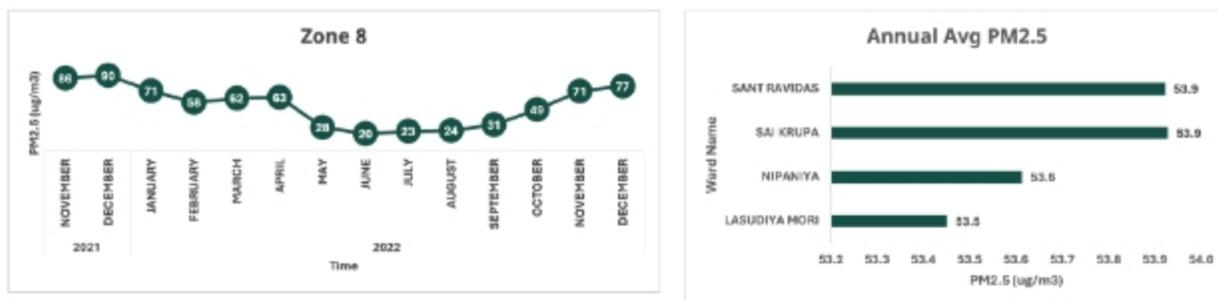 Zone 8
PM2.5 (ug/m3)
86 90 71 56 62 63 28 20 23 24 31 49 71 77
NOVEMBER DECEMBER JANUARY FEBRUARY MARCH APRIL MAY JUNE JULY AUGUST SEPTEMBER OCTOBER NOVEMBER DECEMBER
2021 2022
Time
Annual Avg PM2.5
Ward Name
SANT RAVIDAS 53.9
SAI KRUPA 53.9
NIPANIYA 53.6
LASUDIYA MORI 53.5
53.2 53.3 53.4 53.5 53.6 53.7 53.8 53.9 54.0
PM2.5 (ug/m3)